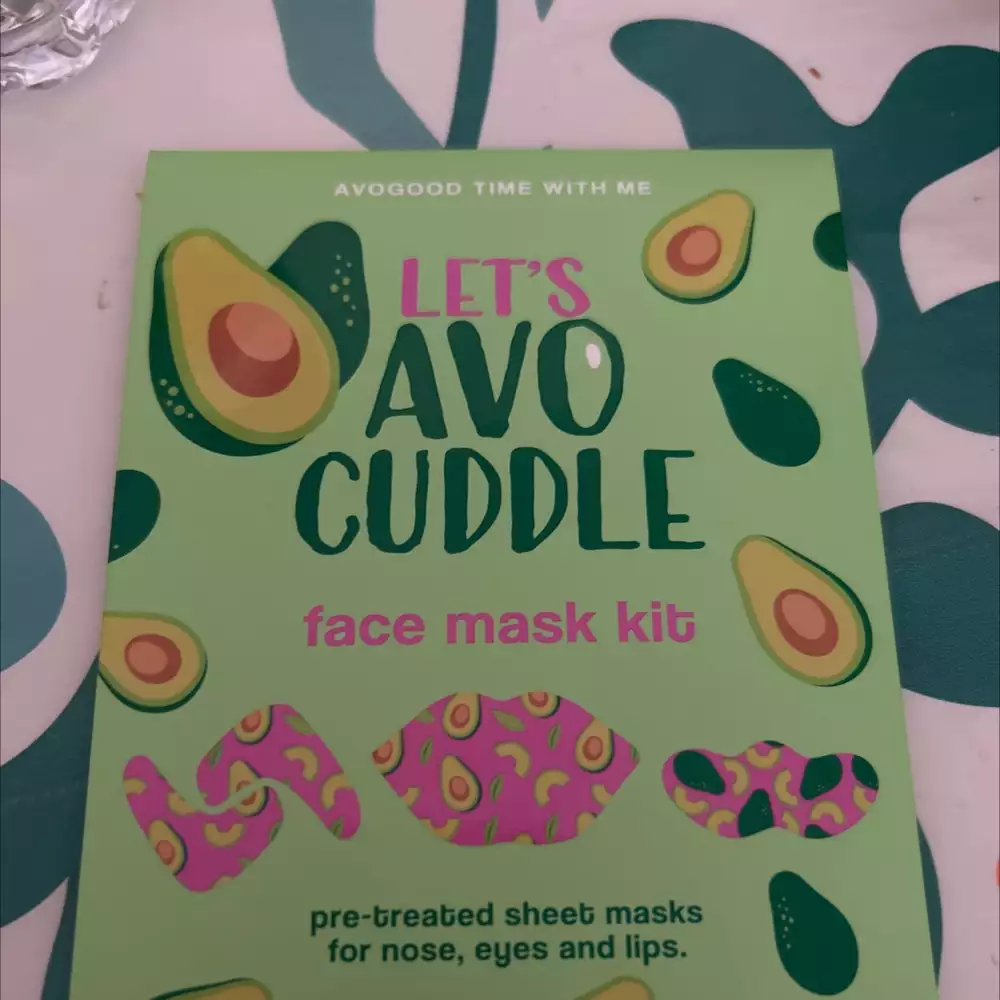 AVOGOOD TIME WITH ME
LET'S
AVO
CUDDLE
face mask kit
pre-treated sheet masks
for nose, eyes and lips.